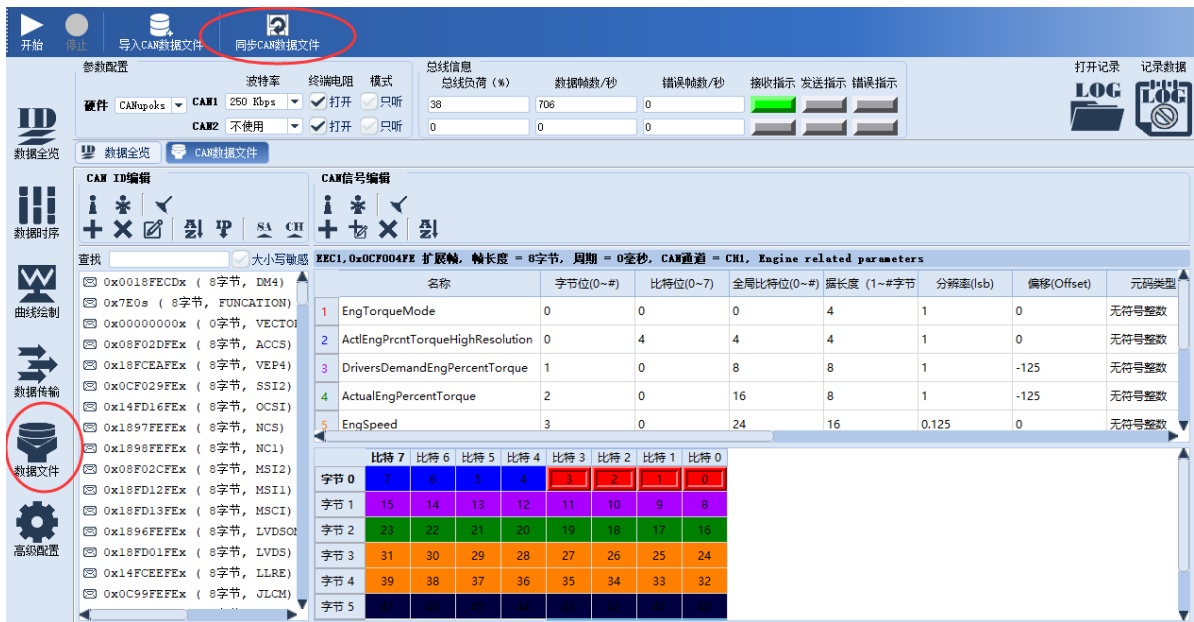 开始 停止 导入CAN数据文件 同步CAN数据文件
参数配置 总线信息 打开记录 记录数据
波特率 终端电阻 模式 总线负荷 (%) 数据帧数/秒 错误帧数/秒 接收指示 发送指示 错误指示
硬件 CANupoks CAN1 250 Kbps 打开 只听 38 706 0 LOG LOG
CAN2 不使用 打开 只听 0 0 0
ID
数据全览
数据时序
曲线绘制
数据传输
数据文件
高级配置
数据全览 CAN数据文件
CAN ID编辑 CAN信号编辑
SA CH
查找 大小写敏感
0x0018FECDx ( 8字节, DM4)
0x7E0s ( 8字节, FUNCATION)
0x00000000x ( 0字节, VECTO
0x08F02DFEx ( 8字节, ACCS)
0x18FCEAFEx ( 8字节, VEP4)
0x0CF029FEx ( 8字节, SSI2)
0x14FD16FEx ( 8字节, OCSI)
0x1897FEFEx ( 8字节, NCS)
0x1898FEFEx ( 8字节, NC1)
0x08F02CFEx ( 8字节, MSI2)
0x18FD12FEx ( 8字节, MSI1)
0x18FD13FEx ( 8字节, MSCI)
0x1896FEFEx ( 8字节, LVDSO
0x18FD01FEx ( 8字节, LVDS)
0x14FCEEFEx ( 8字节, LLRE)
0x0C99FEFEx ( 8字节, JLCM)
EEC1,0x0CF004FE 扩展帧, 帧长度 = 8字节, 周期 = 0毫秒, CAN通道 = CH1, Engine related parameters
名称 字节位(0~#) 比特位(0~7) 全局比特位(0~#) 据长度 (1~#字节 分辨率(lsb) 偏移(Offset) 元码类型
1 EngTorqueMode 0 0 0 4 1 0 无符号整数
2 ActlEngPrcntTorqueHighResolution 0 4 4 4 1 0 无符号整数
3 DriversDemandEngPercentTorque 1 0 8 8 1 -125 无符号整数
4 ActualEngPercentTorque 2 0 16 8 1 -125 无符号整数
5 EngSpeed 3 0 24 16 0.125 0 无符号整数
比特 7 比特 6 比特 5 比特 4 比特 3 比特 2 比特 1 比特 0
字节 0 7 6 5 4 3 2 1 0
字节 1 15 14 13 12 11 10 9 8
字节 2 23 22 21 20 19 18 17 16
字节 3 31 30 29 28 27 26 25 24
字节 4 39 38 37 36 35 34 33 32
字节 5